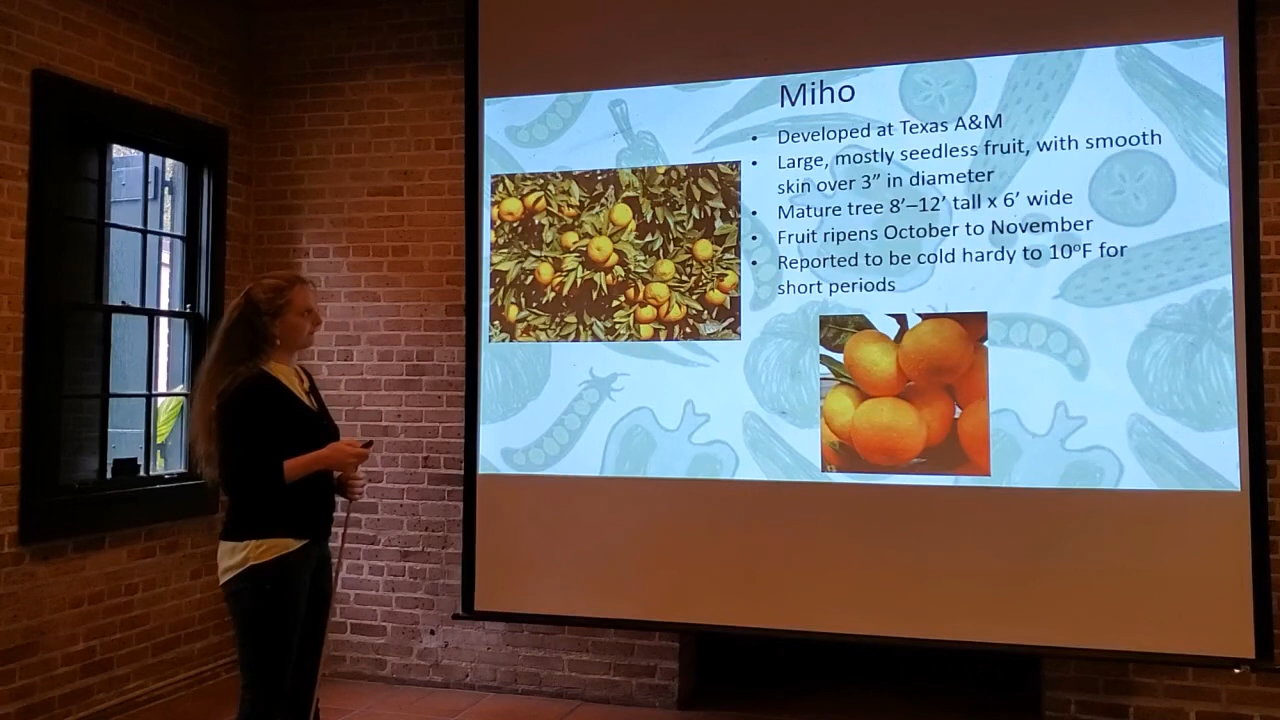 Miho
• Developed at Texas A&M
• Large, mostly seedless fruit, with smooth
skin over 3” in diameter
• Mature tree 8’–12’ tall x 6’ wide
• Fruit ripens October to November
• Reported to be cold hardy to 10ºF for
short periods